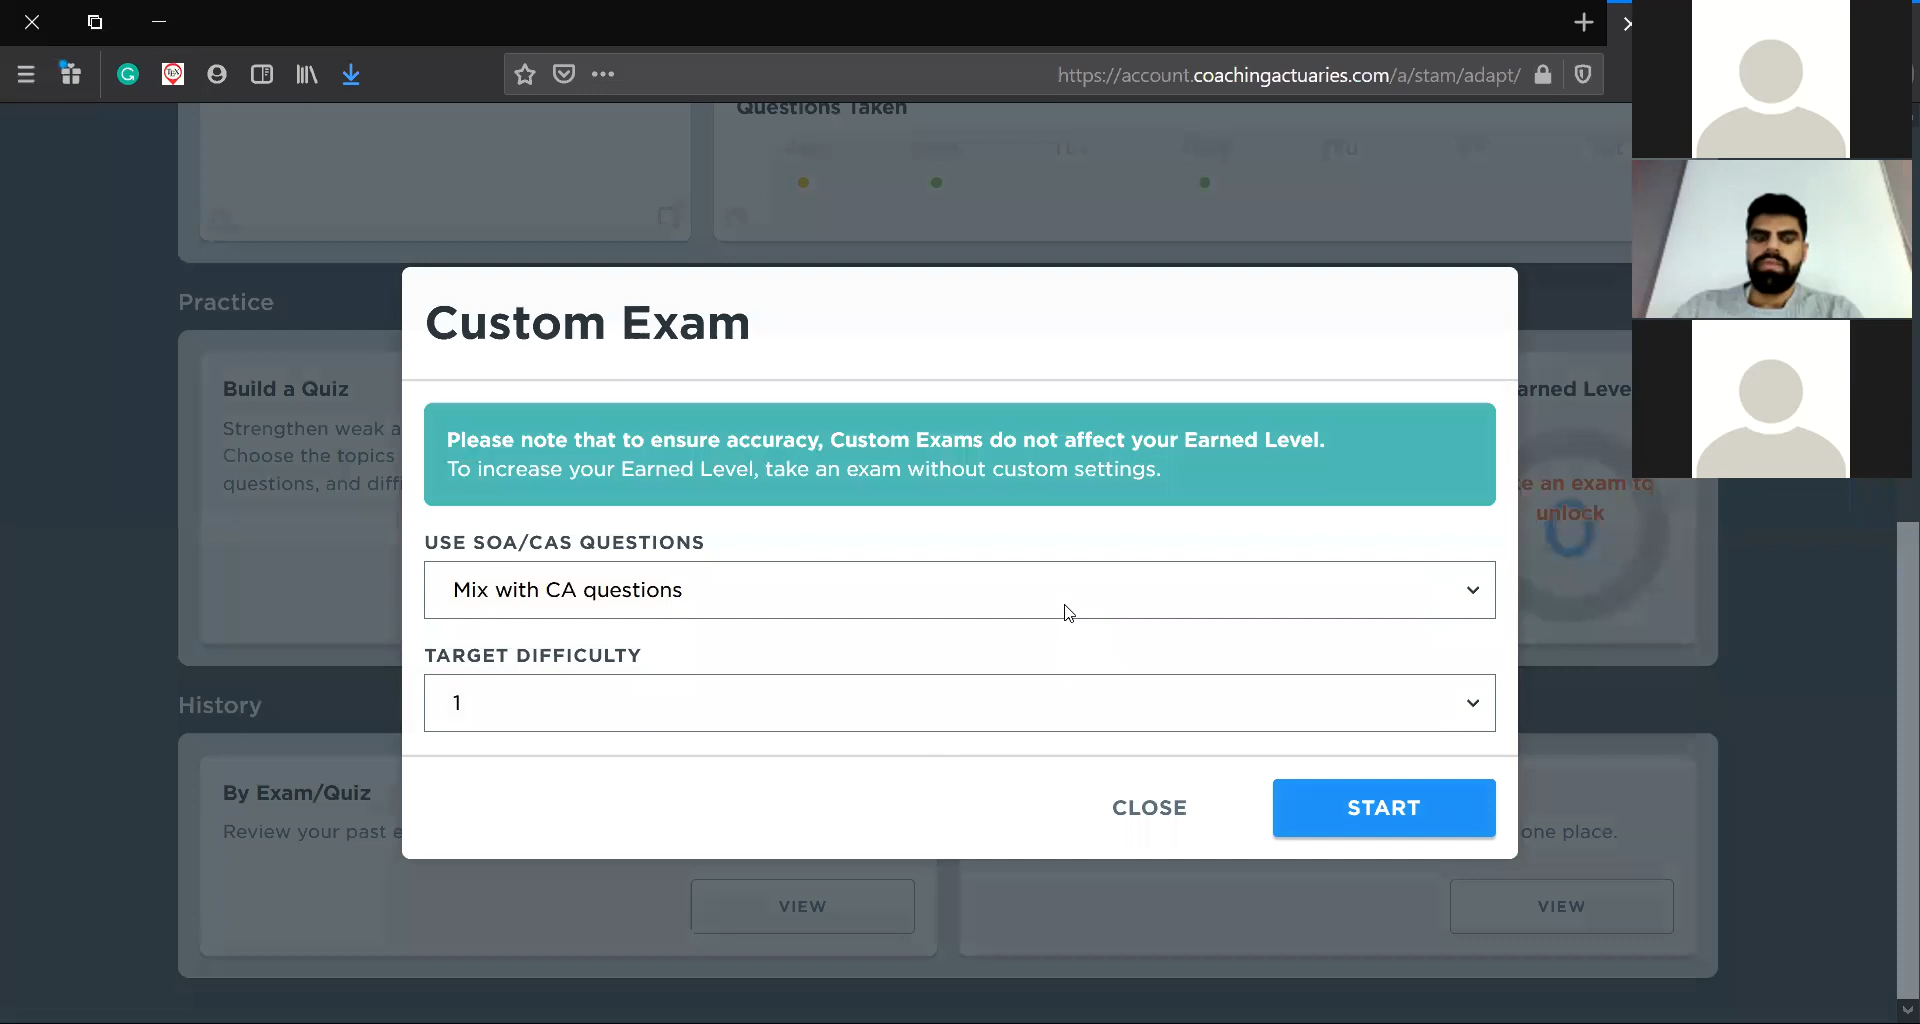 https://account.coachingactuaries.com/a/stam/adapt/
Questions Taken
Practice
Custom Exam
Build a Quiz
Strengthen weak a
Choose the topics
questions, and diffi
Please note that to ensure accuracy, Custom Exams do not affect your Earned Level.
To increase your Earned Level, take an exam without custom settings.
arned Leve
e an exam to
unlock
USE SOA/CAS QUESTIONS
Mix with CA questions
TARGET DIFFICULTY
1
CLOSE
START
History
By Exam/Quiz
Review your past e
one place.
VIEW
VIEW